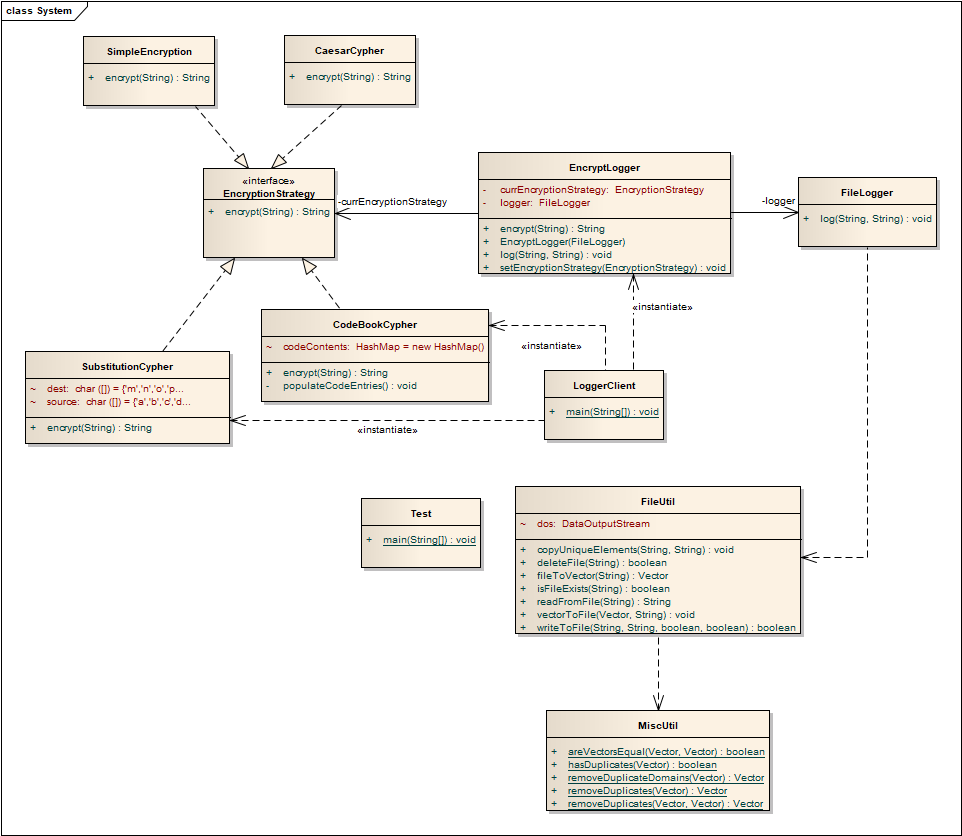 class System
SimpleEncryption
+ encrypt(String) : String
CaesarCypher
+ encrypt(String) : String
«interface»
EncryptionStrategy
+ encrypt(String) : String
-currEncryptionStrategy
EncryptLogger
- currEncryptionStrategy: EncryptionStrategy
- logger: FileLogger
+ encrypt(String) : String
+ EncryptLogger(FileLogger)
+ log(String, String) : void
+ setEncryptionStrategy(EncryptionStrategy) : void
-logger
FileLogger
+ log(String, String) : void
«instantiate»
CodeBookCypher
~ codeContents: HashMap = new HashMap()
+ encrypt(String) : String
- populateCodeEntries() : void
«instantiate»
SubstitutionCypher
~ dest: char ([]) = {'m','n','o','p...
~ source: char ([]) = {'a','b','c','d...
+ encrypt(String) : String
LoggerClient
+ main(String[]) : void
«instantiate»
Test
+ main(String[]) : void
FileUtil
~ dos: DataOutputStream
+ copyUniqueElements(String, String) : void
+ deleteFile(String) : boolean
+ fileToVector(String) : Vector
+ isFileExists(String) : boolean
+ readFromFile(String) : String
+ vectorToFile(Vector, String) : void
+ writeToFile(String, String, boolean, boolean) : boolean
MiscUtil
+ areVectorsEqual(Vector, Vector) : boolean
+ hasDuplicates(Vector) : boolean
+ removeDuplicateDomains(Vector) : Vector
+ removeDuplicates(Vector) : Vector
+ removeDuplicates(Vector, Vector) : Vector